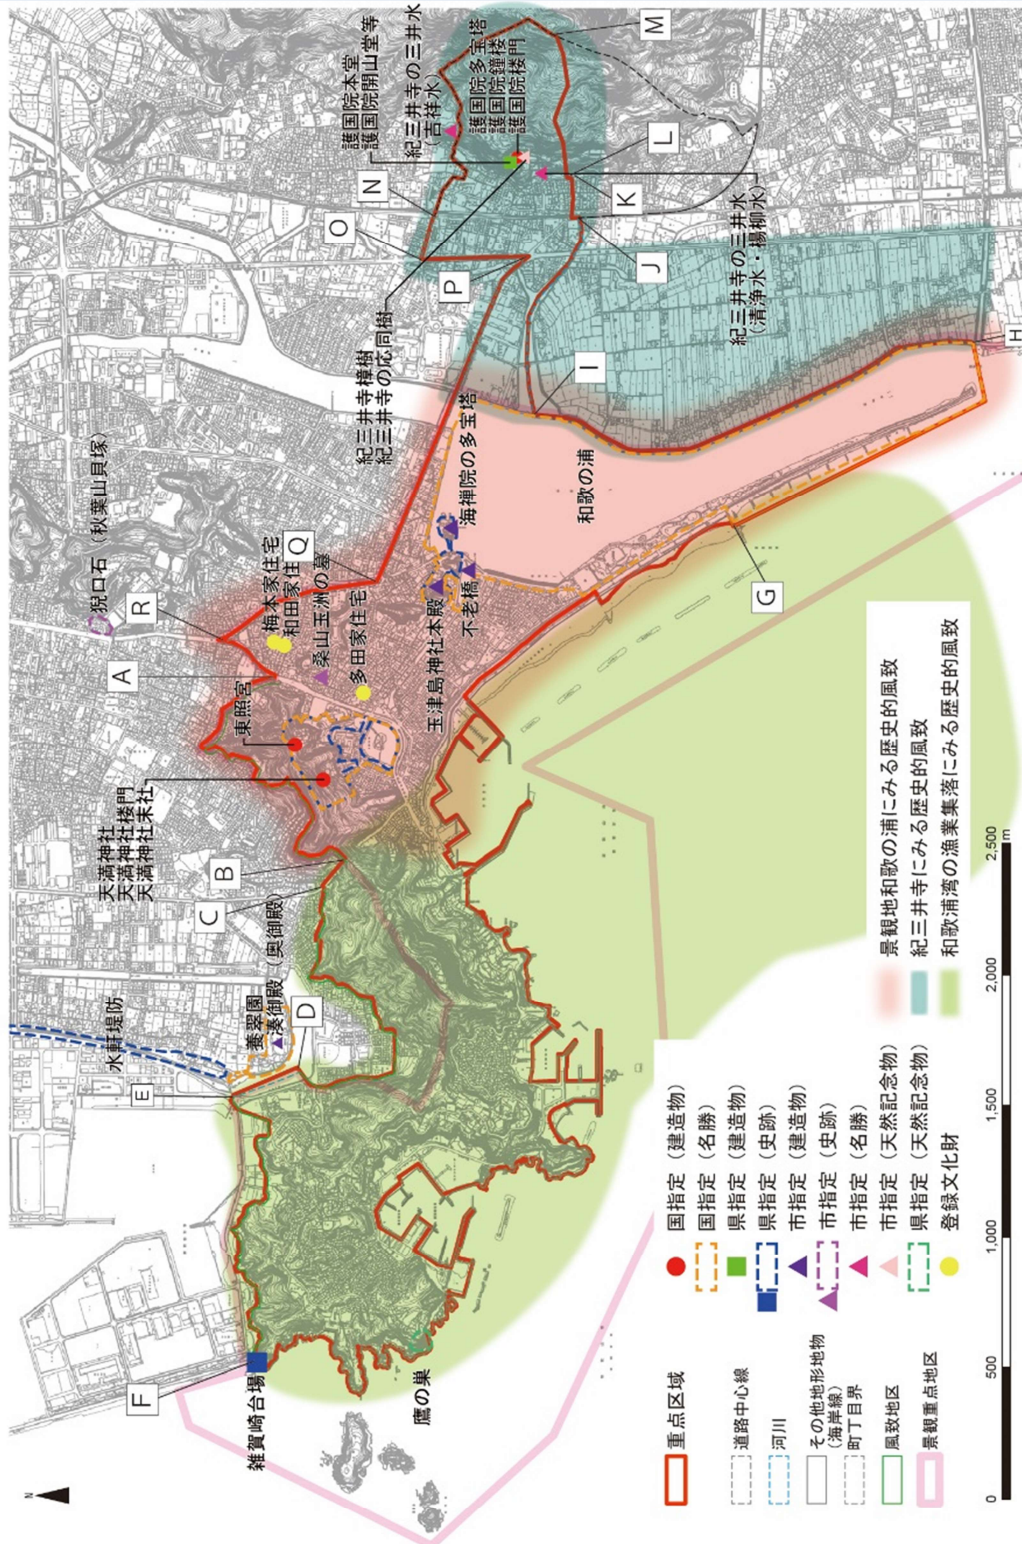 F
雑賀崎台場
鷹の巣
E
水軒堤防
養翠園
湊御殿（奥御殿）
D
C
B
天満神社
天満神社楼門
天満神社末社
東照宮
A
R
猊口石（秋葉山貝塚）
梅本家住宅
和田家住
Q
桑山玉洲の墓
多田家住宅
玉津島神社本殿
不老橋
海禅院の多宝塔
和歌の浦
G
H
I
J
K
L
M
N
O
P
紀三井寺樟樹
紀三井寺の応同樹
護国院本堂
護国院開山堂等
紀三井寺の三井水
（吉祥水）
護国院多宝塔
護国院鐘楼
護国院楼門
紀三井寺の三井水
（清浄水・楊柳水）
N
重点区域
道路中心線
河川
その他地形地物
（海岸線）
町丁目界
風致地区
景観重点地区
国指定（建造物）
国指定（名勝）
県指定（建造物）
県指定（史跡）
市指定（建造物）
市指定（史跡）
市指定（名勝）
市指定（天然記念物）
県指定（天然記念物）
登録文化財
景観地和歌の浦にみる歴史的風致
紀三井寺にみる歴史的風致
和歌浦湾の漁業集落にみる歴史的風致
0 500 1,000 1,500 2,000 2,500
m